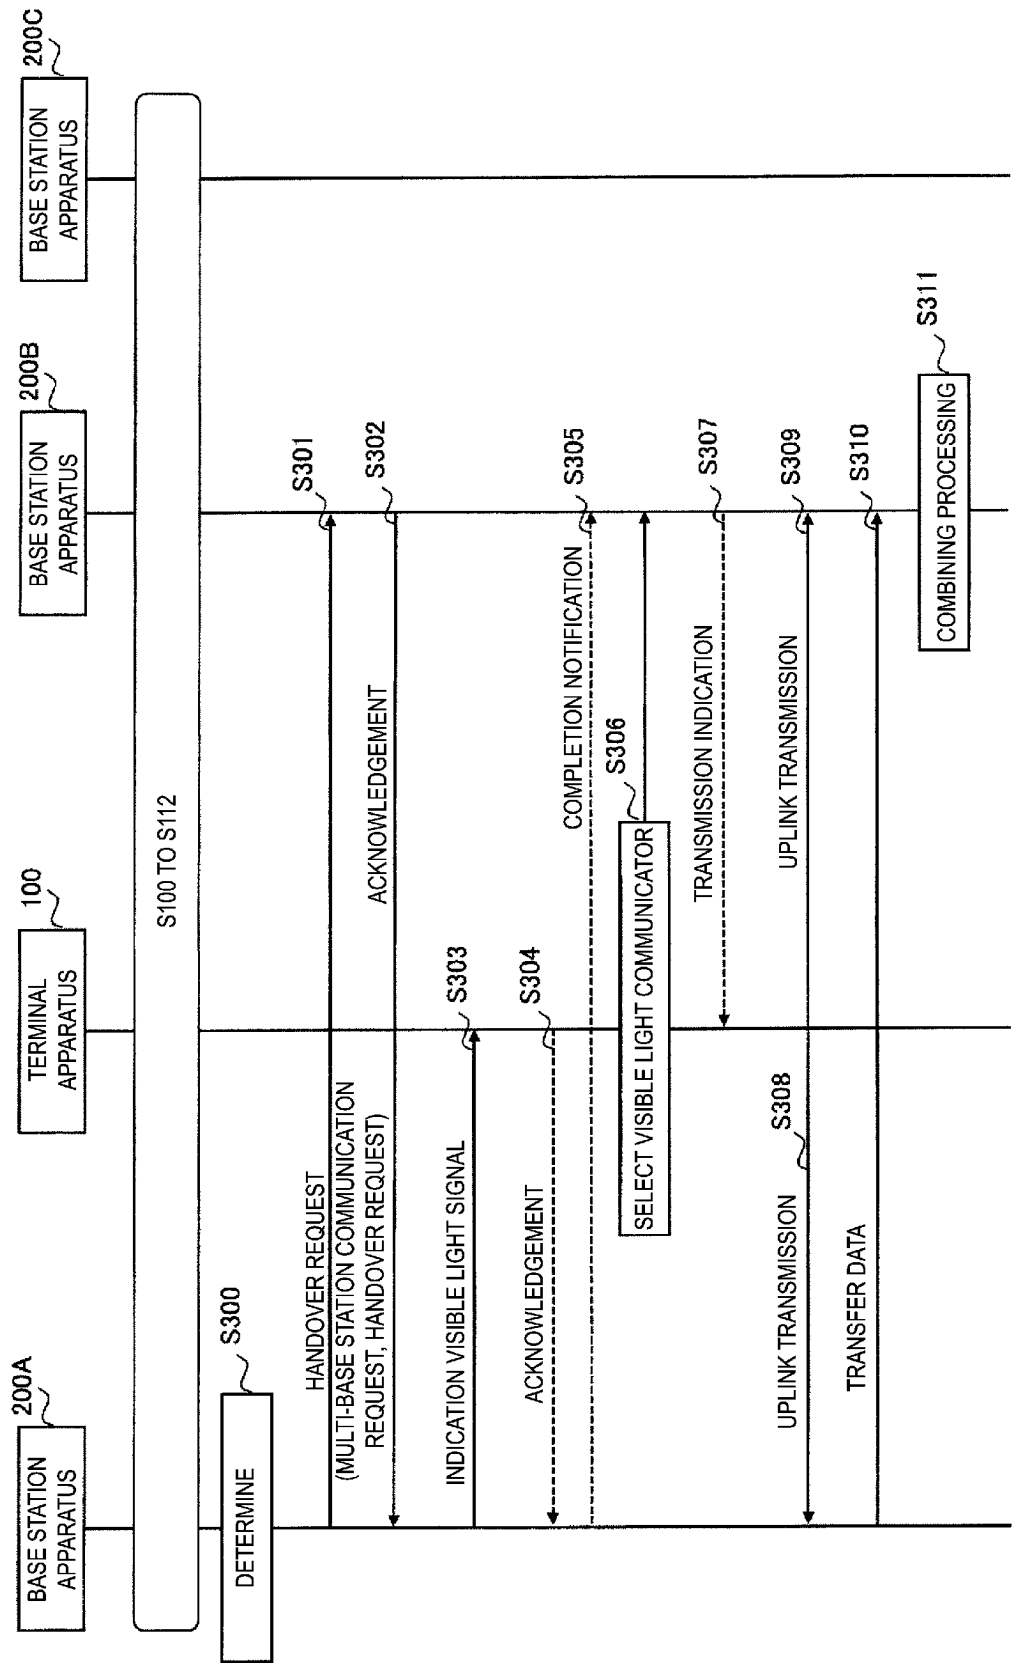 BASE STATION
APPARATUS
200A
TERMINAL
APPARATUS
100
BASE STATION
APPARATUS
200B
BASE STATION
APPARATUS
200C
S100 TO S112
DETERMINE
S300
HANDOVER REQUEST
(MULTI-BASE STATION COMMUNICATION
REQUEST, HANDOVER REQUEST)
S301
ACKNOWLEDGEMENT
S302
INDICATION VISIBLE LIGHT SIGNAL
S303
ACKNOWLEDGEMENT
S304
COMPLETION NOTIFICATION
S305
SELECT VISIBLE LIGHT COMMUNICATOR
S306
TRANSMISSION INDICATION
S307
UPLINK TRANSMISSION
S308
UPLINK TRANSMISSION
S309
TRANSFER DATA
S310
COMBINING PROCESSING
S311